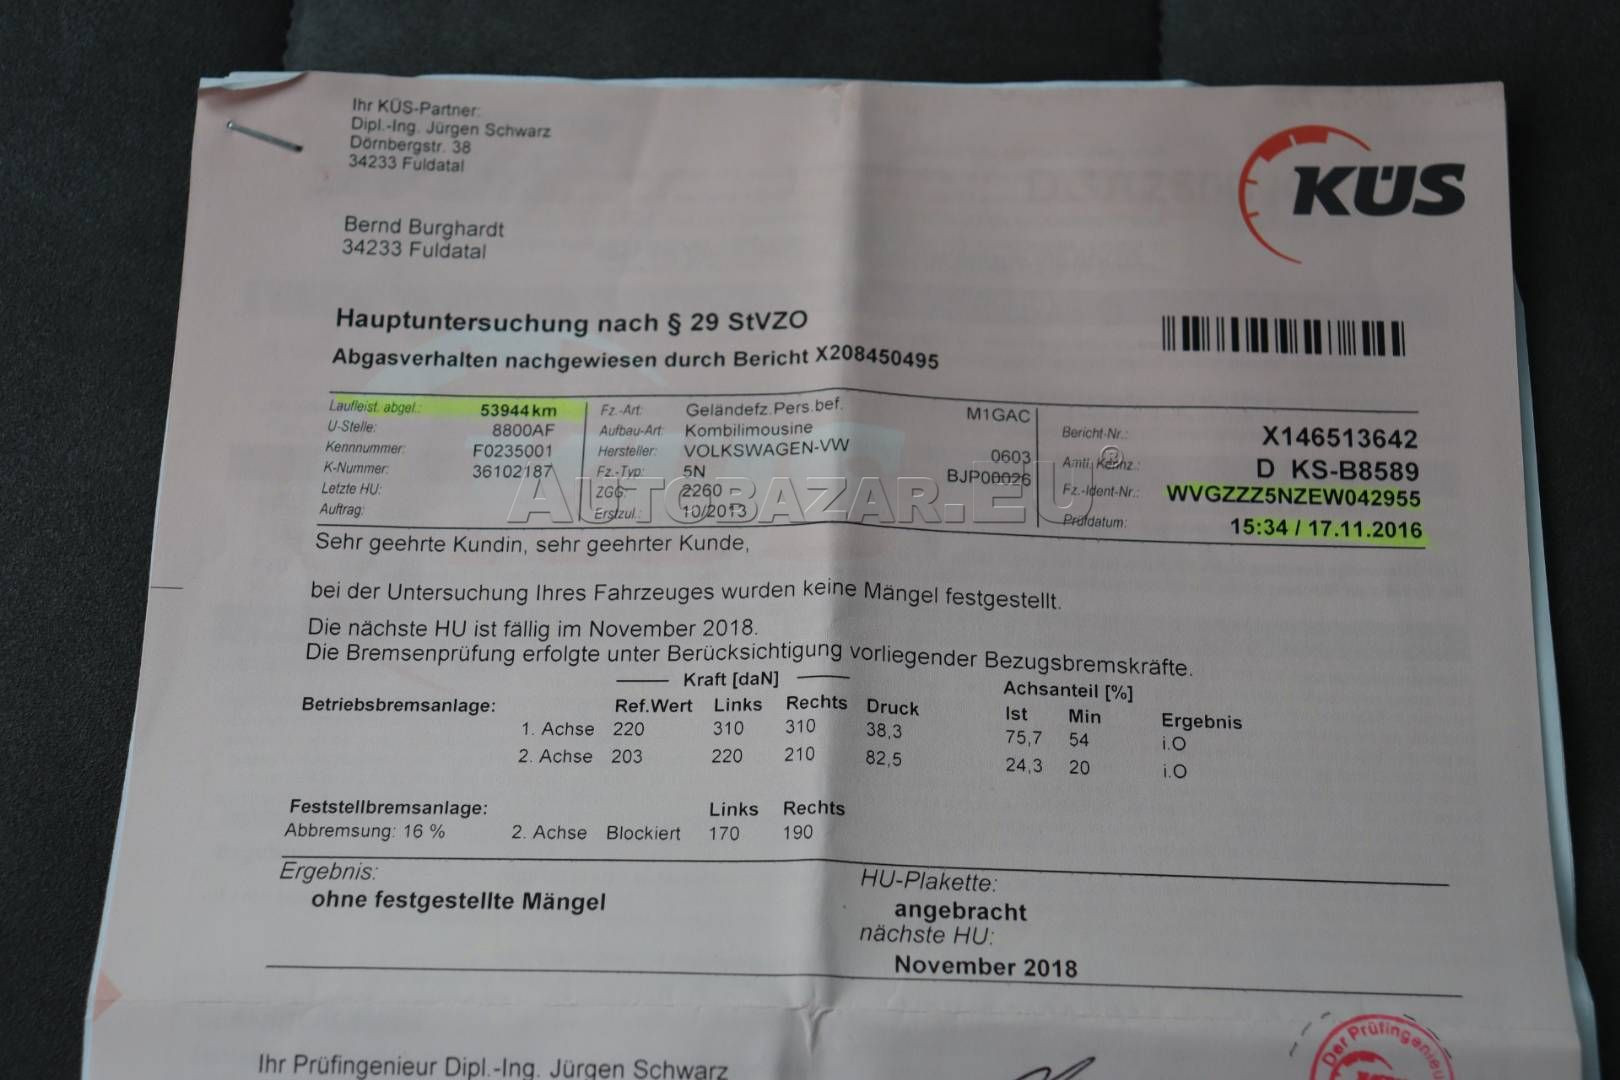 Ihr KÜS-Partner:
Dipl.-Ing. Jürgen Schwarz
Dörnbergstr. 38
34233 Fuldatal
KÜS
Bernd Burghardt
34233 Fuldatal
Hauptuntersuchung nach § 29 StVZO
Abgasverhalten nachgewiesen durch Bericht X208450495
Laufleist. abgel.: 53944 km Fz.-Art: Geländefz.Pers.bef. M1GAC
U-Stelle: 8800AF Aufbau-Art: Kombilimousine Bericht-Nr.: X146513642
Kennnummer: F0235001 Hersteller: VOLKSWAGEN-VW 0603 Amtl. Kennz.: D KS-B8589
K-Nummer: 36102187 Fz.-Typ: 5N BJP00026 Fz.-Ident-Nr.: WVGZZZ5NZEW042955
Letzte HU: ZGG: 2260
Auftrag: Erstzul.: 10/2013 Prüfdatum: 15:34 / 17.11.2016
AUTOBAZAR.EU®
Sehr geehrte Kundin, sehr geehrter Kunde,
bei der Untersuchung Ihres Fahrzeuges wurden keine Mängel festgestellt.
Die nächste HU ist fällig im November 2018.
Die Bremsenprüfung erfolgte unter Berücksichtigung vorliegender Bezugsbremskräfte.
Kraft [daN] Achsanteil [%]
Betriebsbremsanlage: Ref.Wert Links Rechts Druck Ist Min Ergebnis
1. Achse 220 310 310 38,3 75,7 54 i.O
2. Achse 203 220 210 82,5 24,3 20 i.O
Feststellbremsanlage: Links Rechts
Abbremsung: 16 % 2. Achse Blockiert 170 190
Ergebnis: HU-Plakette:
ohne festgestellte Mängel angebracht
nächste HU:
November 2018
Ihr Prüfingenieur Dipl.-Ing. Jürgen Schwarz
Der Prüfingenieur